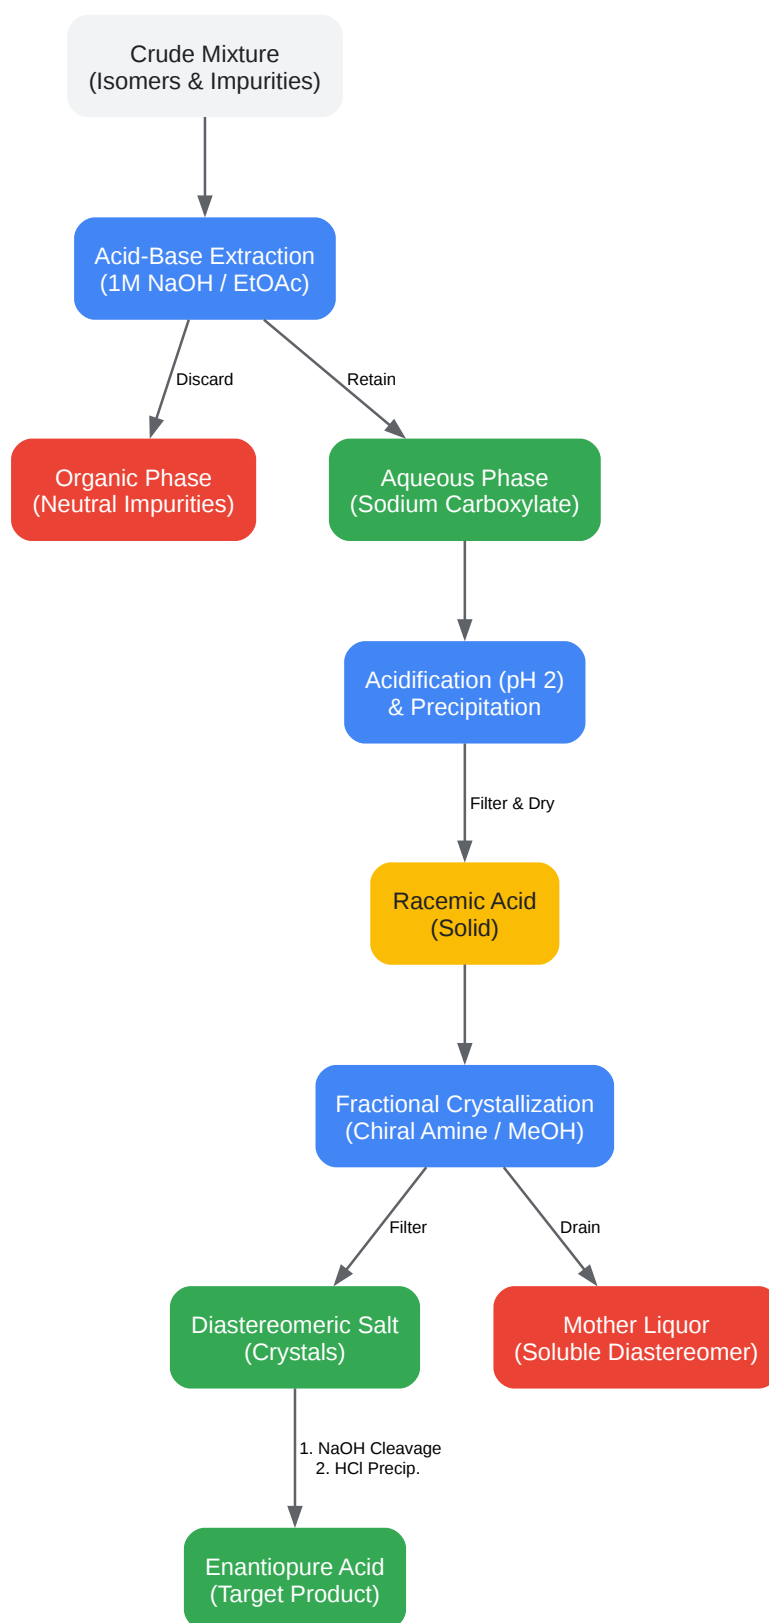 Crude Mixture
(Isomers & Impurities)
Acid-Base Extraction
(1M NaOH / EtOAc)
Discard
Retain
Organic Phase
(Neutral Impurities)
Aqueous Phase
(Sodium Carboxylate)
Acidification (pH 2)
& Precipitation
Filter & Dry
Racemic Acid
(Solid)
Fractional Crystallization
(Chiral Amine / MeOH)
Filter
Drain
Diastereomeric Salt
(Crystals)
Mother Liquor
(Soluble Diastereomer)
1. NaOH Cleavage
2. HCl Precip.
Enantiopure Acid
(Target Product)